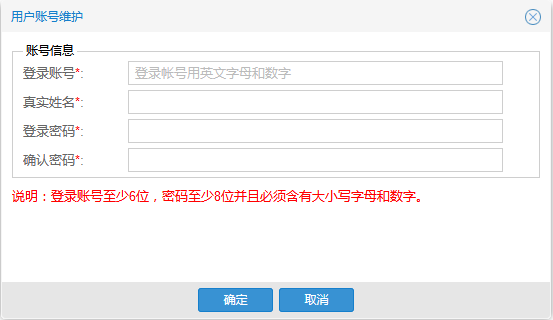 用户账号维护
账号信息
登录账号*: 登录帐号用英文字母和数字
真实姓名*:
登录密码*:
确认密码*:
说明：登录账号至少6位，密码至少8位并且必须含有大小写字母和数字。
确定 取消